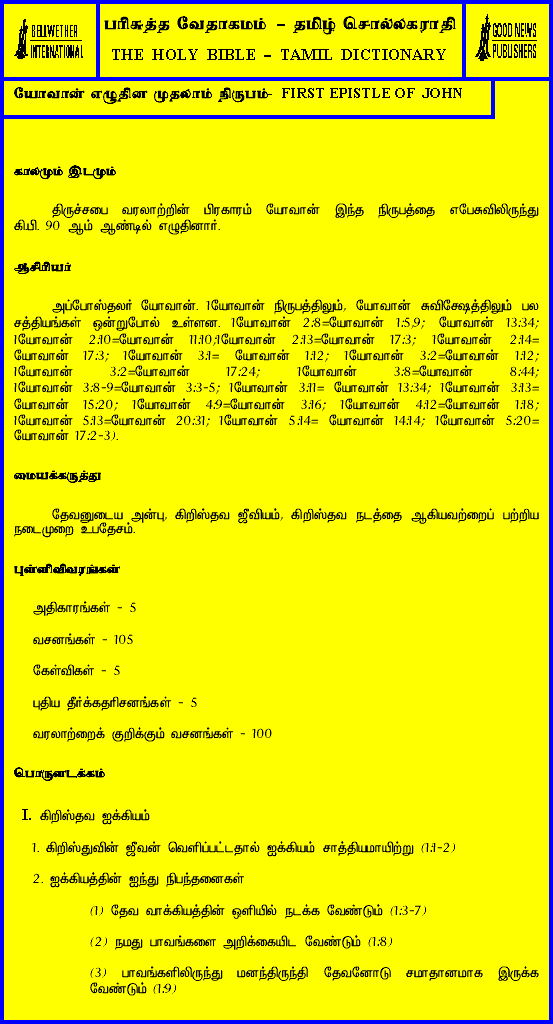 BELLWETHER
INTERNATIONAL
பரிசுத்த வேதாகமம் – தமிழ் சொல்லகராதி
THE HOLY BIBLE – TAMIL DICTIONARY
GOOD NEWS
PUBLISHERS
யோவான் எழுதின முதலாம் நிருபம்- FIRST EPISTLE OF JOHN
காலமும் இடமும்
திருச்சபை வரலாற்றின் பிரகாரம் யோவான் இந்த நிருபத்தை எபேசுவிலிருந்து
கி.பி. 90 ஆம் ஆண்டில் எழுதினார்.
ஆசிரியர்
அப்போஸ்தலர் யோவான். 1யோவான் நிருபத்திலும், யோவான் சுவிசேஷத்திலும் பல
சத்தியங்கள் ஒன்றுபோல் உள்ளன. 1யோவான் 2:8=யோவான் 1:5,9; யோவான் 13:34;
1யோவான் 2:10=யோவான் 11:10;1யோவான் 2:13=யோவான் 17:3; 1யோவான் 2:14=
யோவான் 17:3; 1யோவான் 3:1= யோவான் 1:12; 1யோவான் 3:2=யோவான் 1:12;
1யோவான் 3:2=யோவான் 17:24; 1யோவான் 3:8=யோவான் 8:44;
1யோவான் 3:8-9=யோவான் 3:3-5; 1யோவான் 3:11= யோவான் 13:34; 1யோவான் 3:13=
யோவான் 15:20; 1யோவான் 4:9=யோவான் 3:16; 1யோவான் 4:12=யோவான் 1:18;
1யோவான் 5:13=யோவான் 20:31; 1யோவான் 5:14= யோவான் 14:14; 1யோவான் 5:20=
யோவான் 17:2-3).
மையக்கருத்து
தேவனுடைய அன்பு, கிறிஸ்தவ ஜீவியம், கிறிஸ்தவ நடத்தை ஆகியவற்றைப் பற்றிய
நடைமுறை உபதேசம்.
புள்ளிவிவரங்கள்
அதிகாரங்கள் - 5
வசனங்கள் - 105
கேள்விகள் - 5
புதிய தீர்க்கதரிசனங்கள் - 5
வரலாற்றைக் குறிக்கும் வசனங்கள் - 100
பொருளடக்கம்
I. கிறிஸ்தவ ஐக்கியம்
1. கிறிஸ்துவின் ஜீவன் வெளிப்பட்டதால் ஐக்கியம் சாத்தியமாயிற்று (1:1-2)
2. ஐக்கியத்தின் ஐந்து நிபந்தனைகள்
(1) தேவ வாக்கியத்தின் ஒளியில் நடக்க வேண்டும் (1:3-7)
(2) நமது பாவங்களை அறிக்கையிட வேண்டும் (1:8)
(3) பாவங்களிலிருந்து மனந்திருந்தி தேவனோடு சமாதானமாக இருக்க
வேண்டும் (1:9)